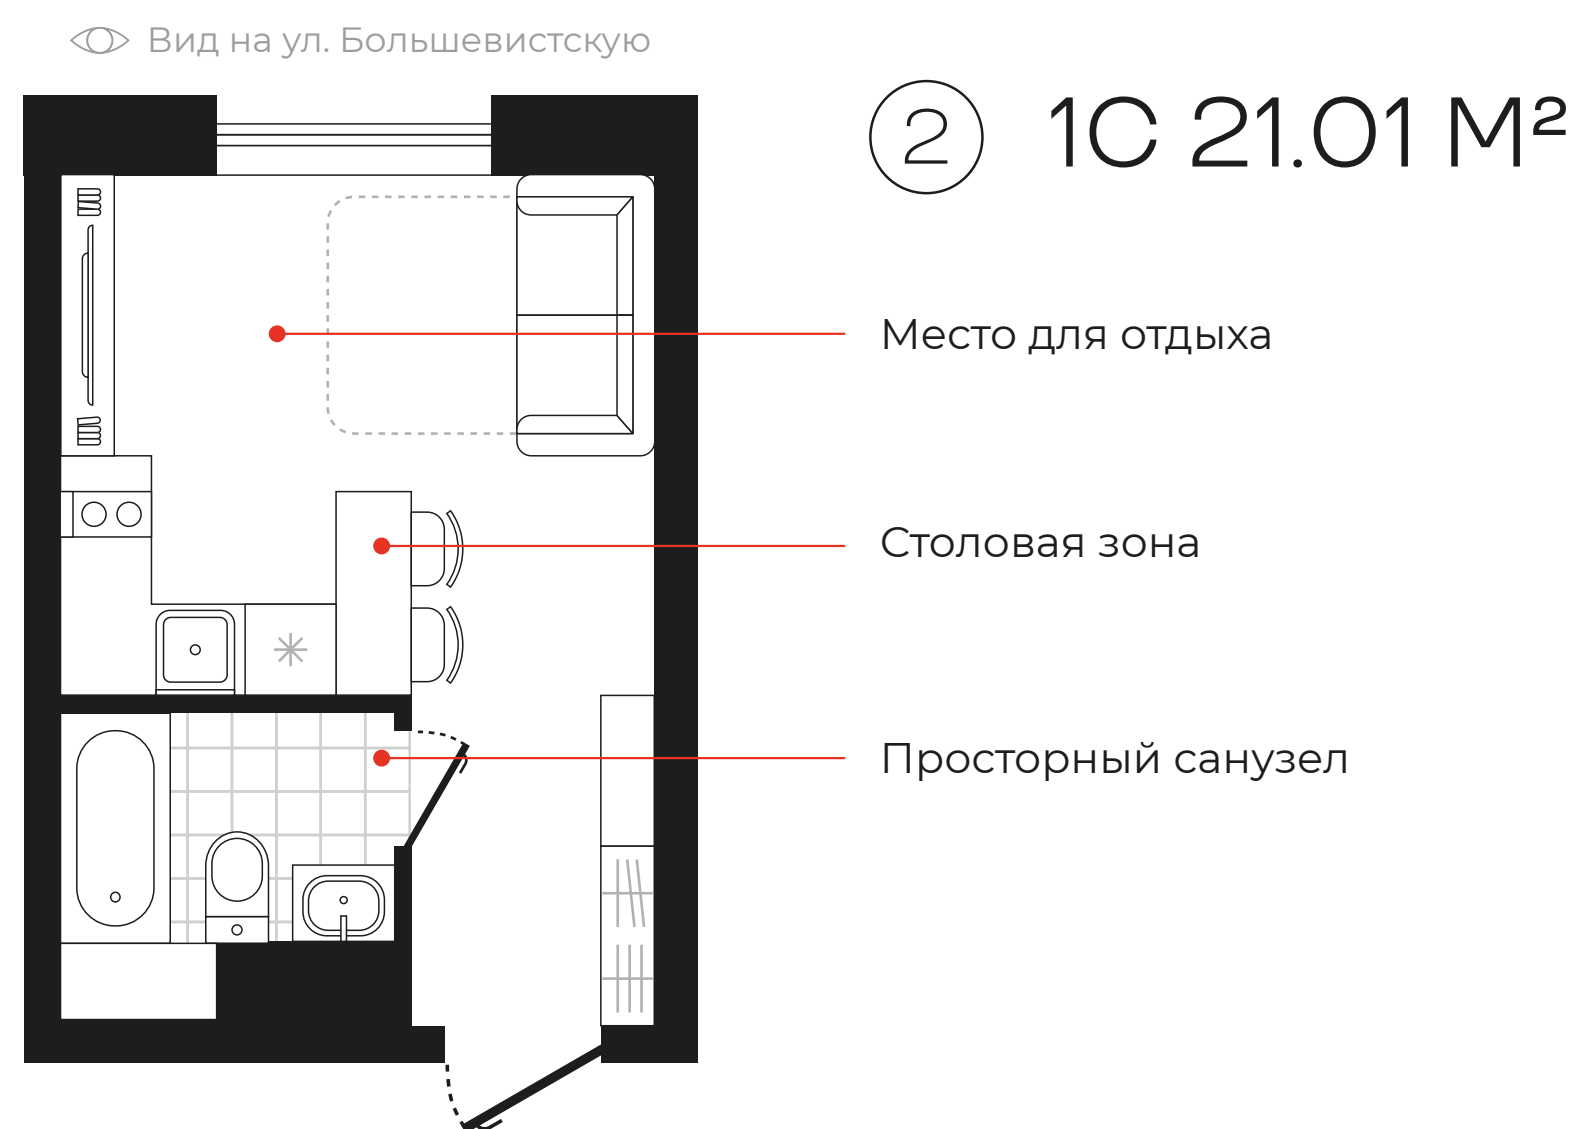 Вид на ул. Большевистскую
2 1С 21.01 М²
Место для отдыха
Столовая зона
Просторный санузел